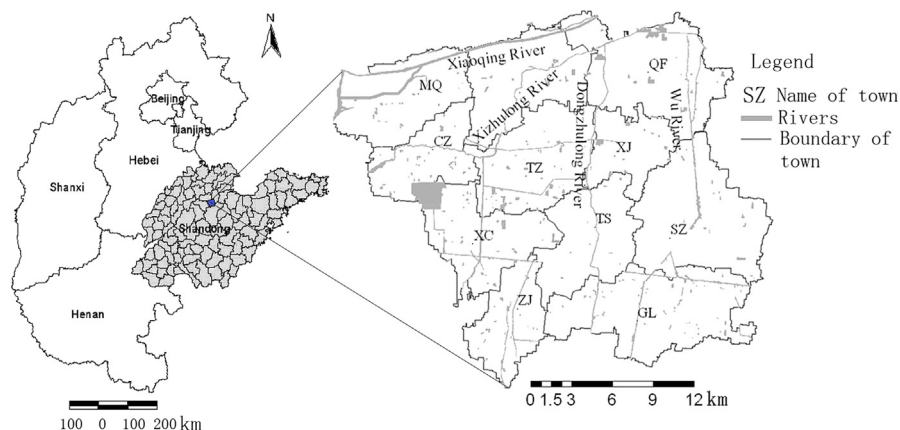 N
Beijing
Tianjing
Hebei
Shanxi
Shandong
Henan
100 0 100 200 km
Xiaoqing River
MQ
Xizhulong River
Dongzhulong River
QF
Wu River
CZ
TZ
XJ
XC
TS
SZ
ZJ
GL
0 1.5 3 6 9 12 km
Legend
SZ Name of town
Rivers
Boundary of
town